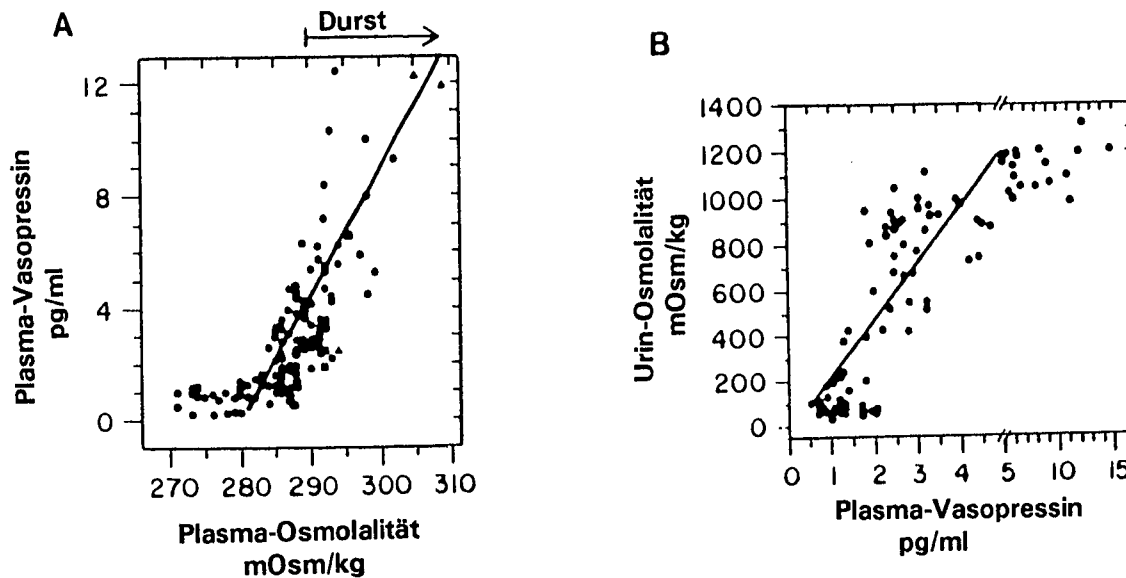 A
Durst
12
8
4
0
Plasma-Vasopressin
pg/ml
270 280 290 300 310
Plasma-Osmolalität
mOsm/kg
B
1400
1200
1000
800
600
400
200
0
Urin-Osmolalität
mOsm/kg
0 1 2 3 4 5 10 15
Plasma-Vasopressin
pg/ml